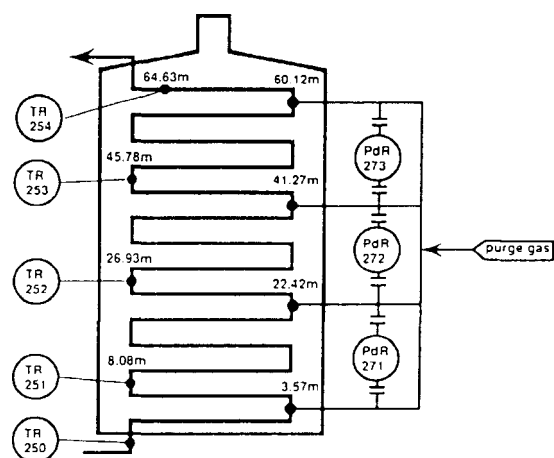 64.63m
60.12m
TR
254
PdR
273
45.78m
41.27m
TR
253
purge gas
PdR
272
26.93m
22.42m
TR
252
PdR
271
8.08m
3.57m
TR
251
TR
250